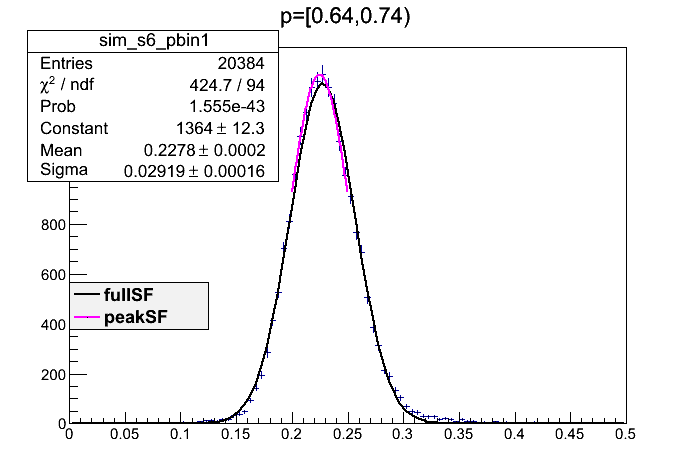 p=[0.64,0.74)
sim_s6_pbin1
Entries 20384
χ² / ndf 424.7 / 94
Prob 1.555e-43
Constant 1364 ± 12.3
Mean 0.2278 ± 0.0002
Sigma 0.02919 ± 0.00016
800
600
fullSF
peakSF
400
200
0
0 0.05 0.1 0.15 0.2 0.25 0.3 0.35 0.4 0.45 0.5